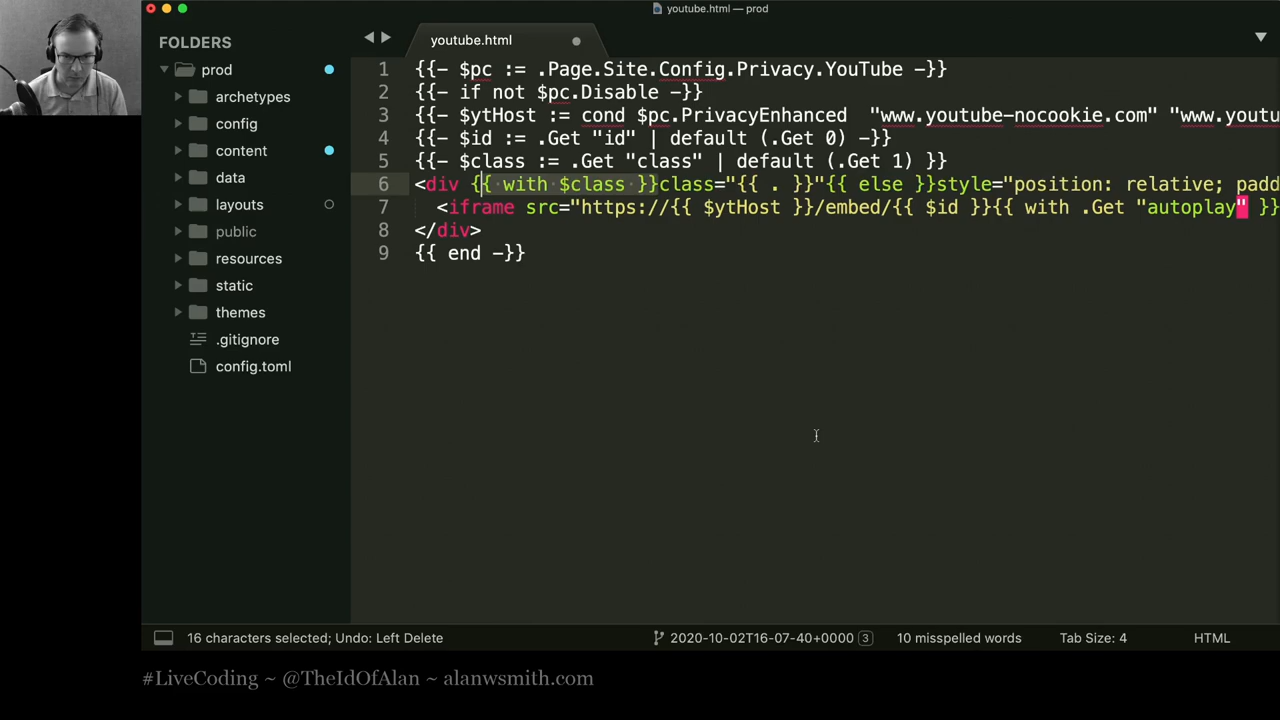 youtube.html — prod
FOLDERS
prod
archetypes
config
content
data
layouts
public
resources
static
themes
.gitignore
config.toml
youtube.html
1 {{- $pc := .Page.Site.Config.Privacy.YouTube -}}
2 {{- if not $pc.Disable -}}
3 {{- $ytHost := cond $pc.PrivacyEnhanced  "www.youtube-nocookie.com" "www.youtu
4 {{- $id := .Get "id" | default (.Get 0) -}}
5 {{- $class := .Get "class" | default (.Get 1) }}
6 <div {{ with $class }}class="{{ . }}"{{ else }}style="position: relative; padd
7   <iframe src="https://{{ $ytHost }}/embed/{{ $id }}{{ with .Get "autoplay" }}
8 </div>
9 {{ end -}}
16 characters selected; Undo: Left Delete
2020-10-02T16-07-40+0000 3
10 misspelled words
Tab Size: 4
HTML
#LiveCoding ~ @TheIdOfAlan ~ alanwsmith.com